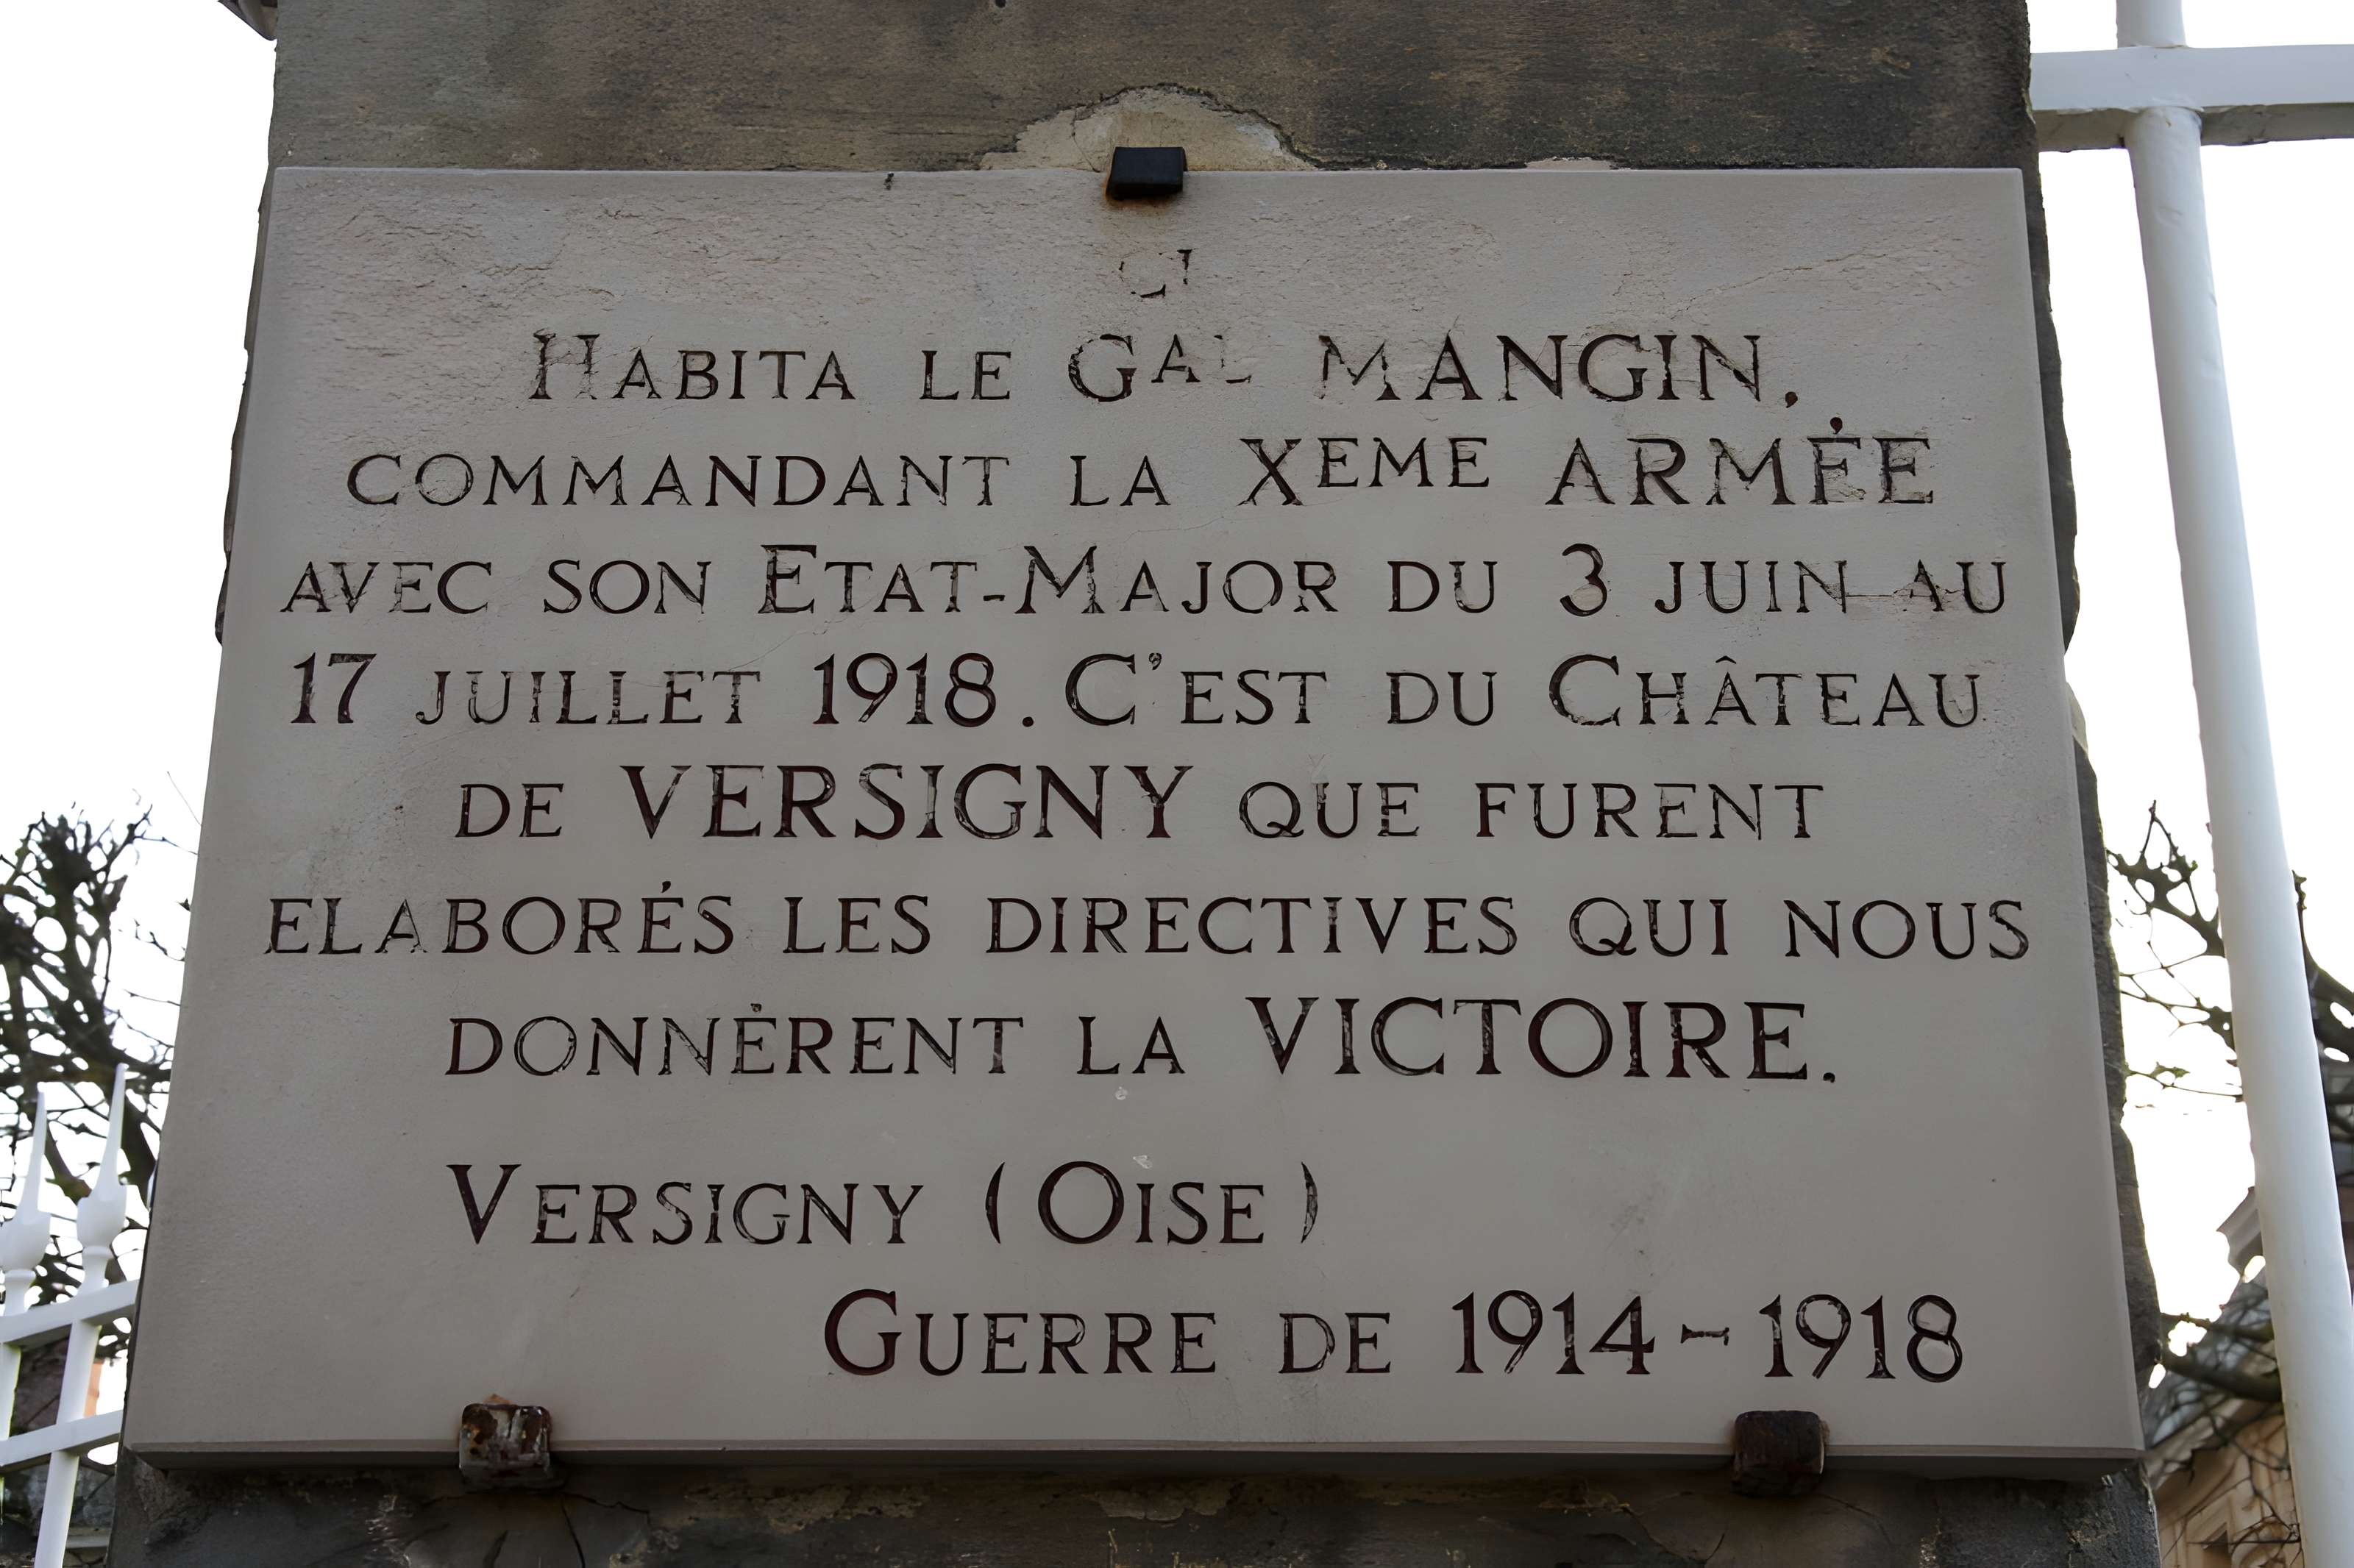 Habita le Gal MANGIN.
commandant la Xeme ARMÉE
avec son Etat-Major du 3 juin au
17 juillet 1918. C'est du Château
de VERSIGNY que furent
elaborés les directives qui nous
donnèrent la VICTOIRE.
Versigny (Oise)
Guerre de 1914-1918